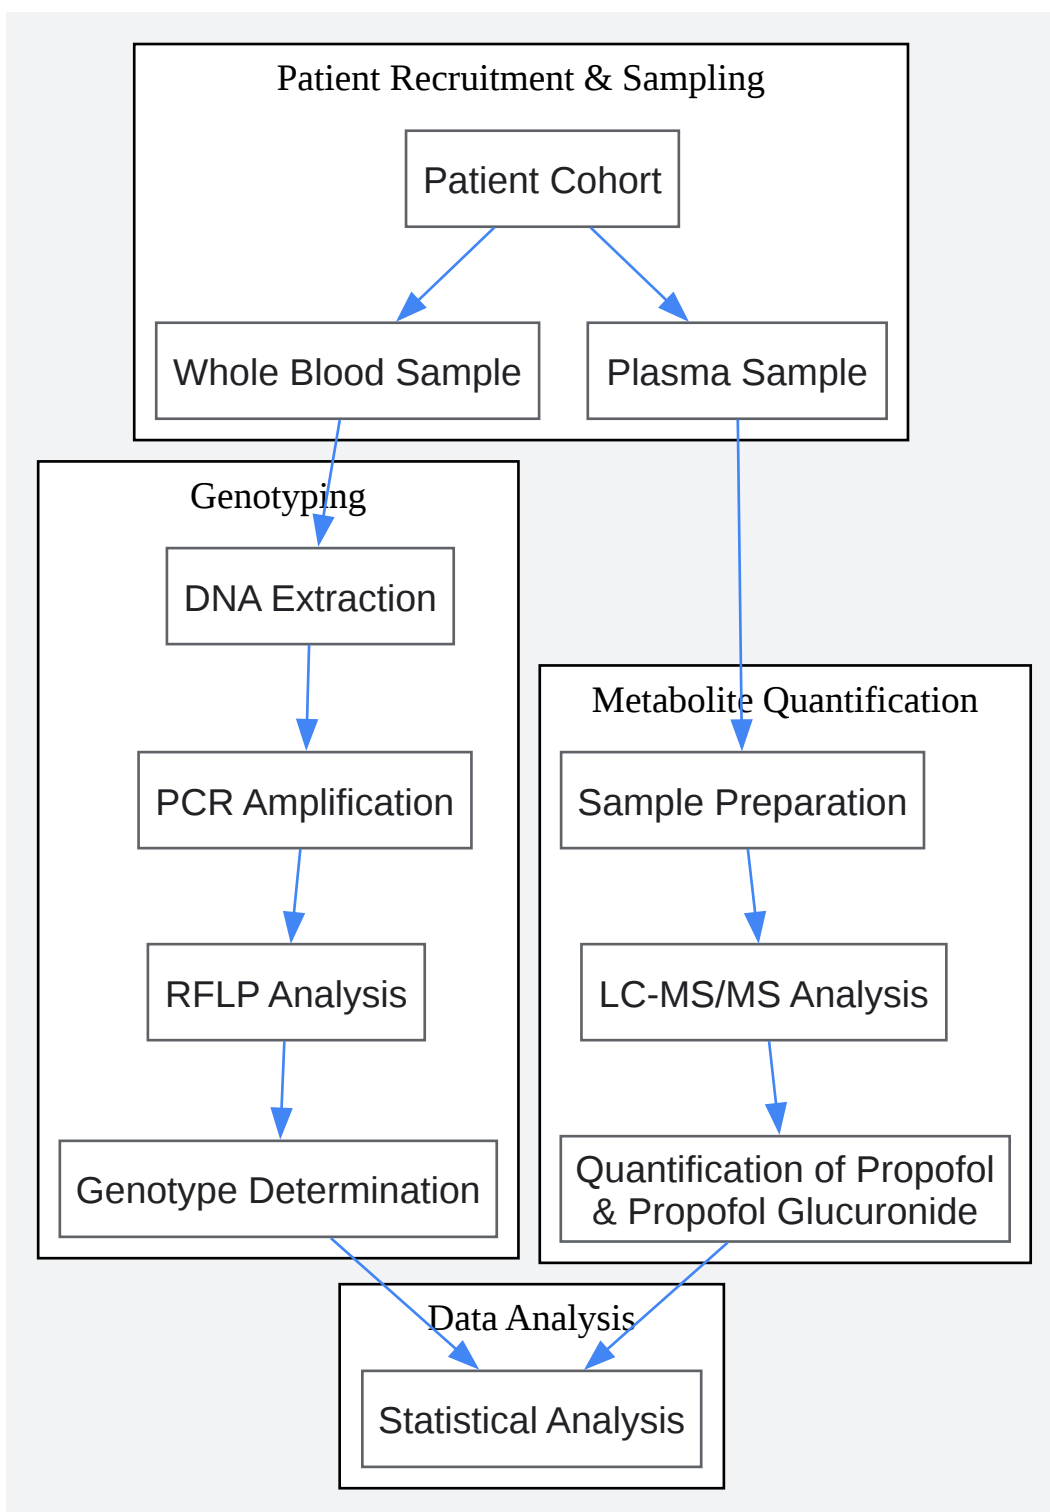 Patient Recruitment & Sampling
Patient Cohort
Whole Blood Sample
Plasma Sample
Genotyping
DNA Extraction
PCR Amplification
RFLP Analysis
Genotype Determination
Metabolite Quantification
Sample Preparation
LC-MS/MS Analysis
Quantification of Propofol
& Propofol Glucuronide
Data Analysis
Statistical Analysis